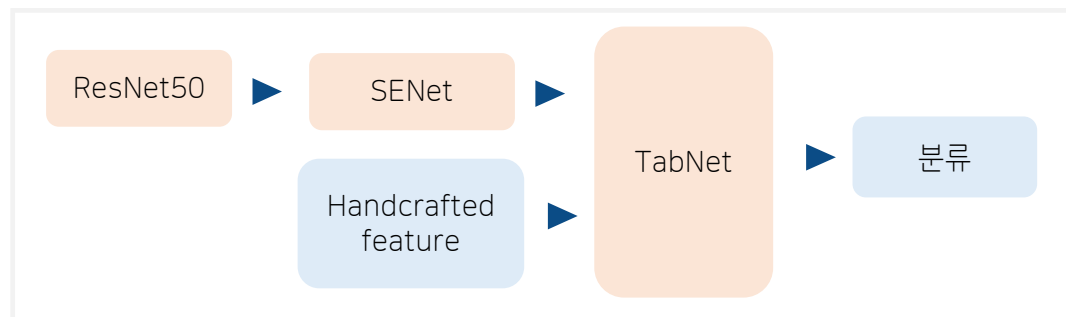 ResNet50
SENet
Handcrafted
feature
TabNet
분류